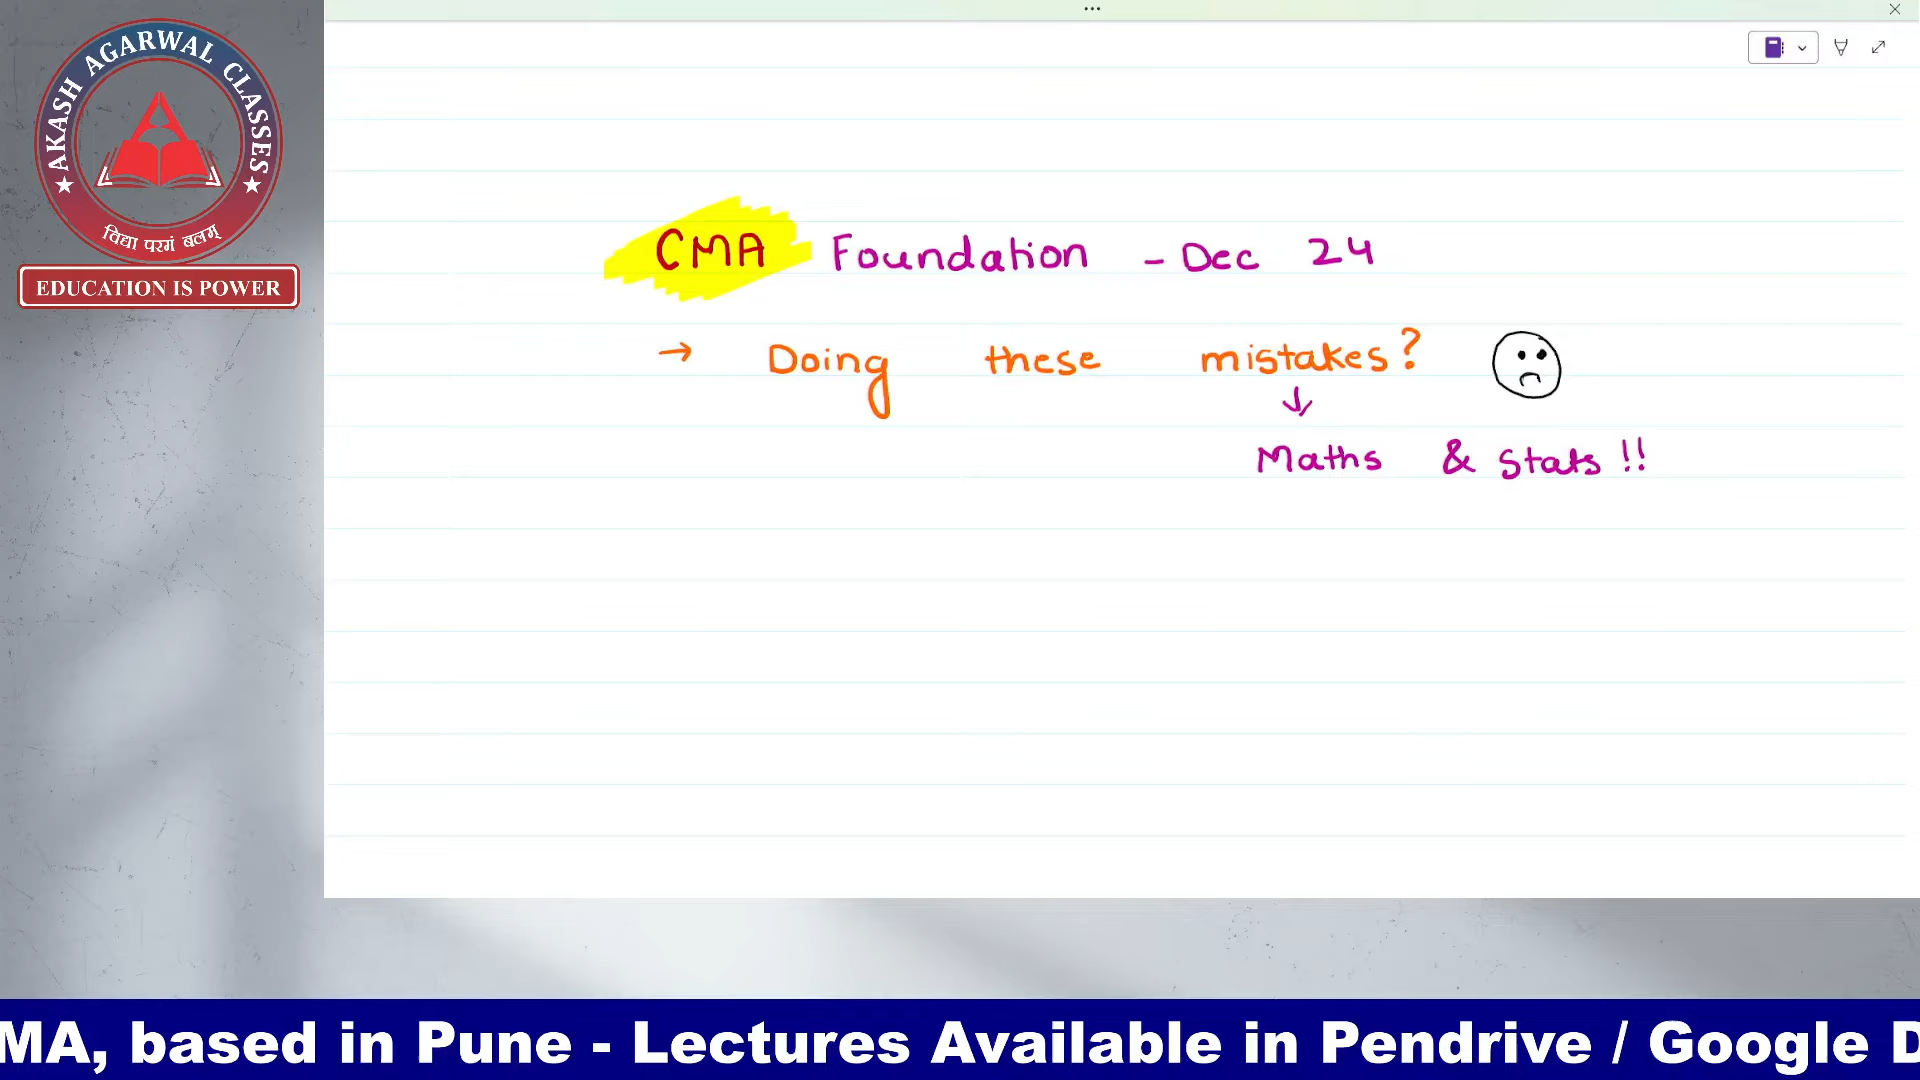 AKASH AGARWAL CLASSES
विद्या परमं बलम्
EDUCATION IS POWER
CMA Foundation - Dec 24
→ Doing these mistakes?
↓
Maths & Stats !!
MA, based in Pune - Lectures Available in Pendrive / Google D